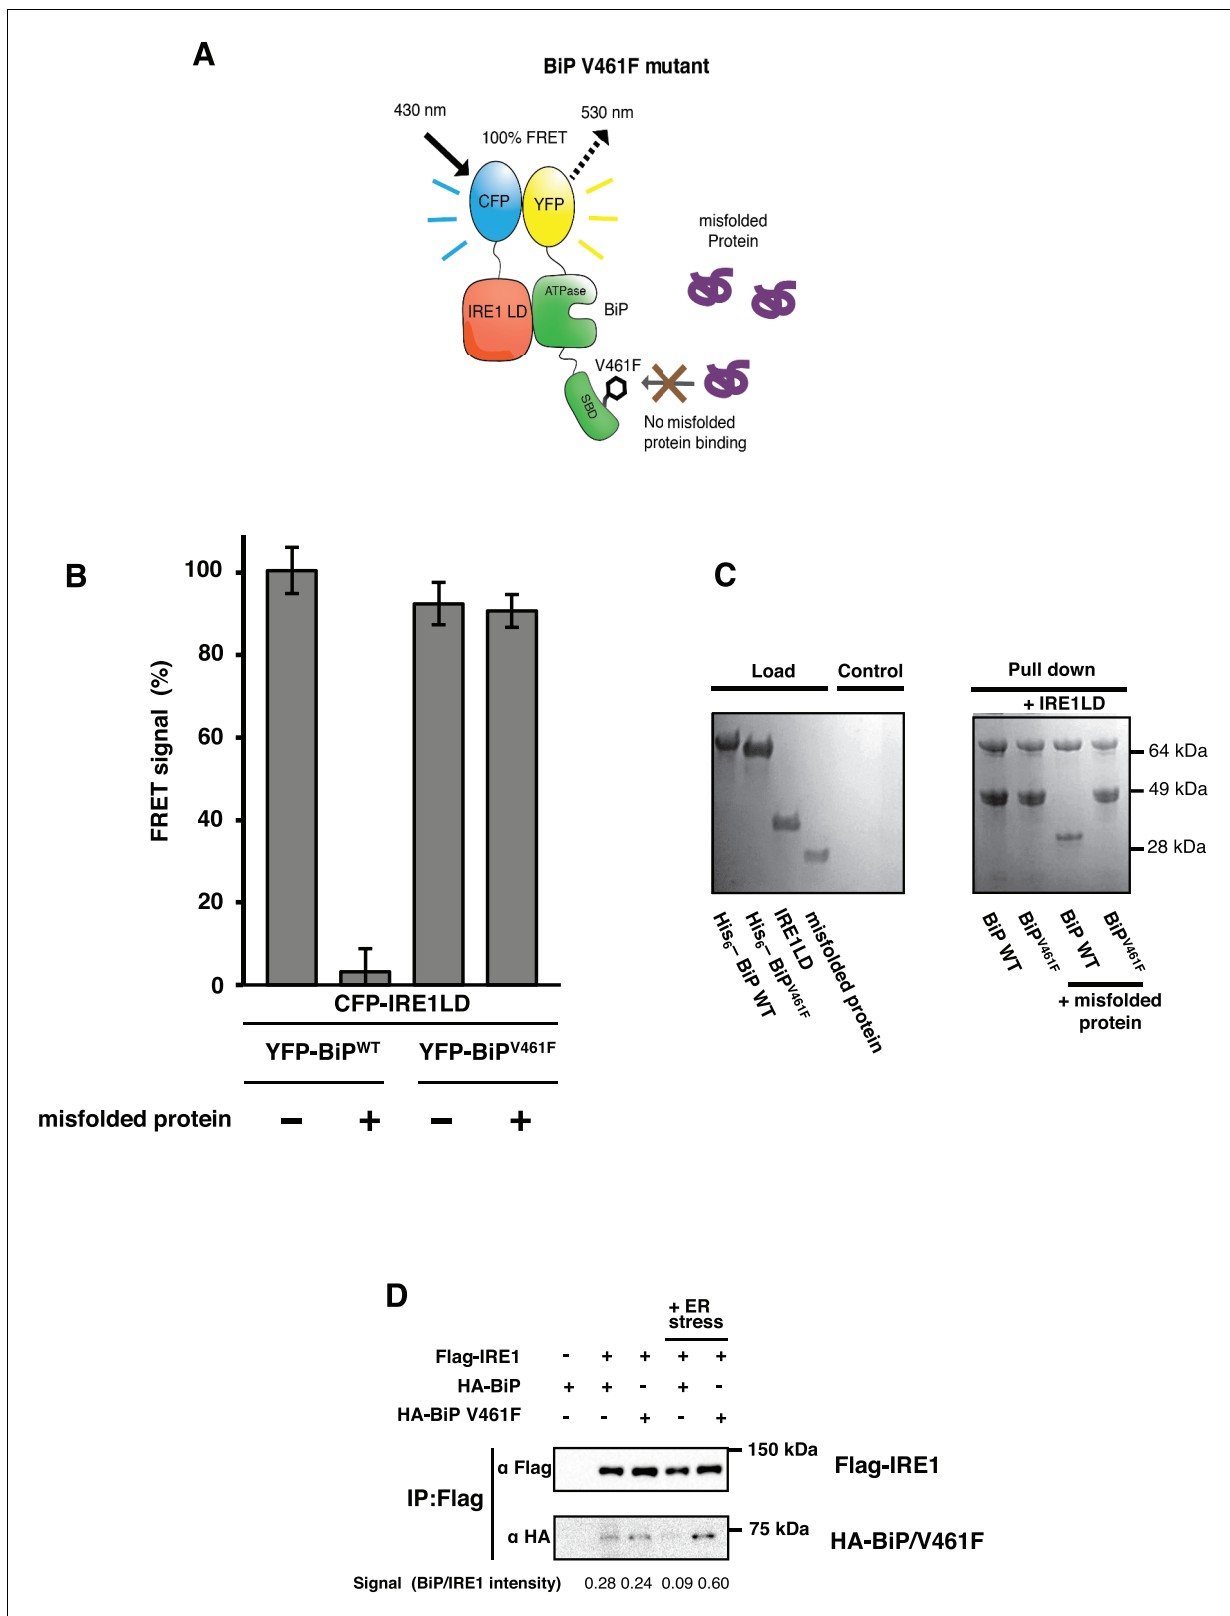 A
BiP V461F mutant
430 nm
530 nm
100% FRET
CFP
YFP
misfolded
Protein
ATPase
IRE1 LD
BiP
V461F
SBD
No misfolded
protein binding
B
FRET signal (%)
100
80
60
40
20
0
CFP-IRE1LD
YFP-BiPWT
YFP-BiPV461F
misfolded protein
– + – +
C
Load
Control
Pull down
+ IRE1LD
64 kDa
49 kDa
28 kDa
His6– BiP WT
His6– BiPV461F
IRE1LD
misfolded protein
BiP WT
BiPV461F
BiP WT
BiPV461F
+ misfolded
protein
D
+ ER
stress
Flag-IRE1 - + + + +
HA-BiP + + - + -
HA-BiP V461F - - + - +
IP:Flag
α Flag
150 kDa
Flag-IRE1
α HA
75 kDa
HA-BiP/V461F
Signal (BiP/IRE1 intensity) 0.28 0.24 0.09 0.60